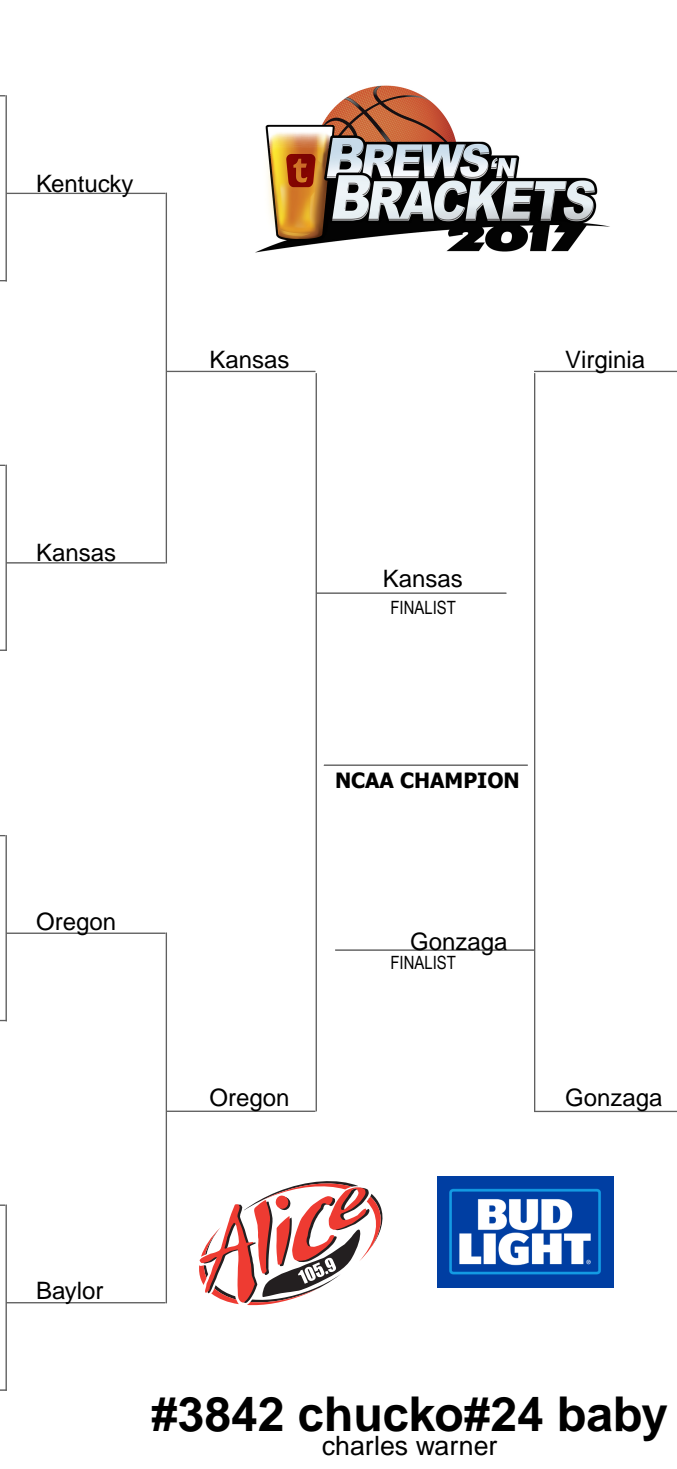 t
BREWS 'N
BRACKETS
2017
Kentucky
Kansas
Virginia
Kansas
Kansas
FINALIST
NCAA CHAMPION
Oregon
Gonzaga
FINALIST
Oregon
Gonzaga
Alice
105.9
BUD
LIGHT
Baylor
#3842 chucko#24 baby
charles warner